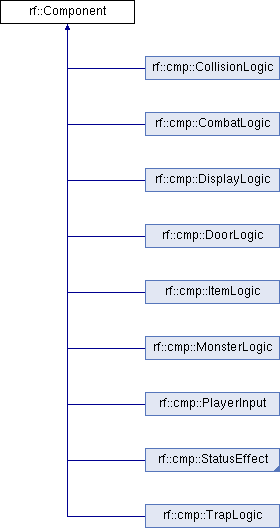 rf::Component
rf::cmp::CollisionLogic
rf::cmp::CombatLogic
rf::cmp::DisplayLogic
rf::cmp::DoorLogic
rf::cmp::ItemLogic
rf::cmp::MonsterLogic
rf::cmp::PlayerInput
rf::cmp::StatusEffect
rf::cmp::TrapLogic